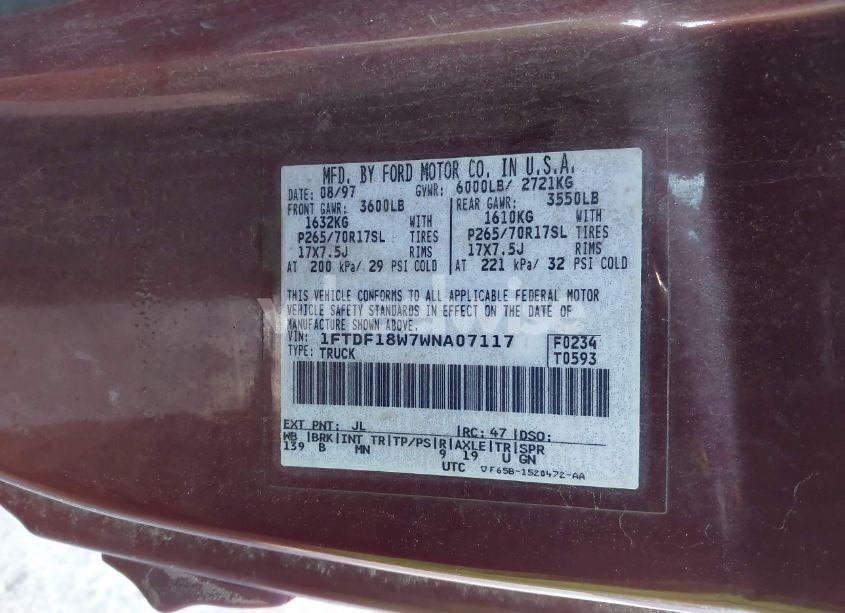 MFD. BY FORD MOTOR CO. IN U.S.A.
DATE: 08/97 GVWR: 6000LB/ 2721KG
FRONT GAWR: 3600LB REAR GAWR: 3550LB
1632KG WITH 1610KG WITH
P265/70R17SL TIRES P265/70R17SL TIRES
17X7.5J RIMS 17X7.5J RIMS
AT 200 kPa/ 29 PSI COLD AT 221 kPa/ 32 PSI COLD
THIS VEHICLE CONFORMS TO ALL APPLICABLE FEDERAL MOTOR
VEHICLE SAFETY STANDARDS IN EFFECT ON THE DATE OF
MANUFACTURE SHOWN ABOVE.
VIN: 1FTDF18W7WNA07117 F0234
TYPE: TRUCK T0593
EXT PNT: JL RC: 47 DSO:
WB BRK INT TR TP/PS R AXLE TR SPR
139 B MN 9 19 U GN
UTC F65B-1520472-AA